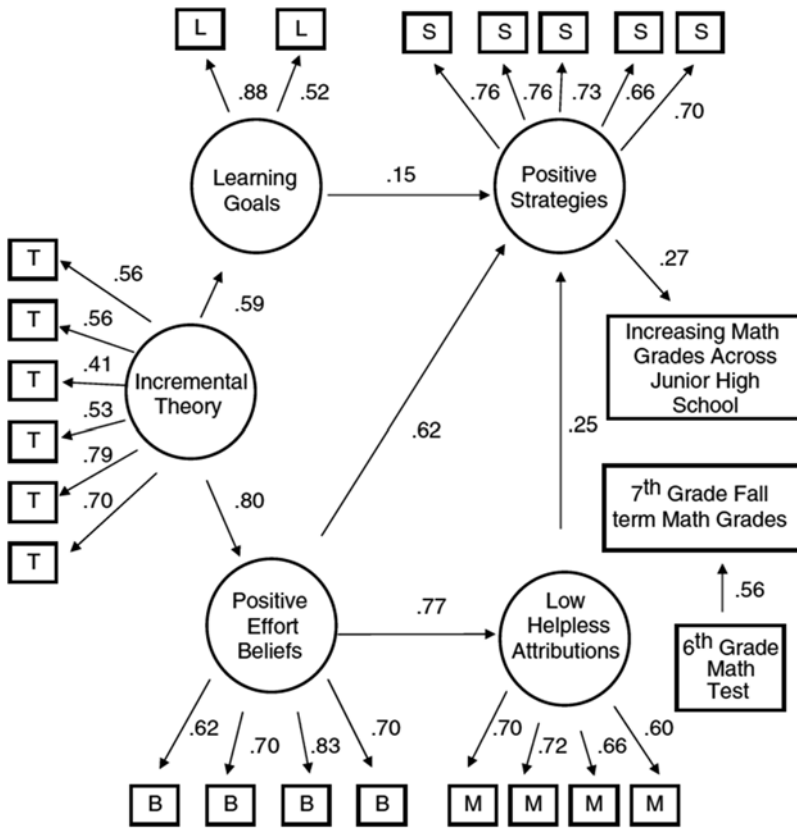 L L S S S S S
.88 .52 .76 .76 .73 .66 .70
Learning
Goals
.15
Positive
Strategies
T
.56
.59
.27
T
.56
T
.41
Incremental
Theory
Increasing Math
Grades Across
Junior High
School
T
.53
.62
.25
T
.79
T
.70
.80
7th Grade Fall
term Math Grades
.56
Positive
Effort
Beliefs
.77
Low
Helpless
Attributions
6th Grade
Math
Test
.62 .70 .83 .70 .70 .72 .66 .60
B B B B M M M M